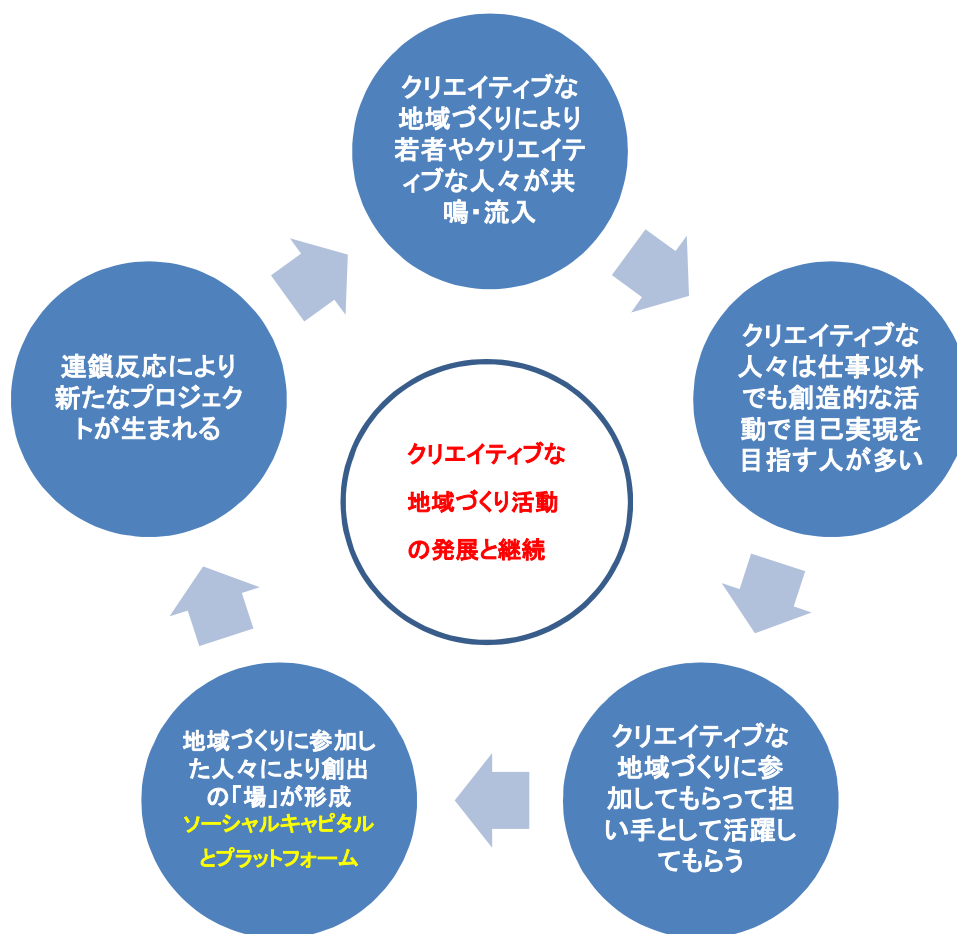 クリエイティブな
地域づくりにより
若者やクリエイテ
ィブな人々が共
鳴・流入
クリエイティブな
人々は仕事以外
でも創造的な活
動で自己実現を
目指す人が多い
クリエイティブな
地域づくりに参
加してもらって担
い手として活躍し
てもらう
地域づくりに参加し
た人々により創出
の「場」が形成
ソーシャルキャピタル
とプラットフォーム
連鎖反応により
新たなプロジェク
トが生まれる
クリエイティブな
地域づくり活動
の発展と継続